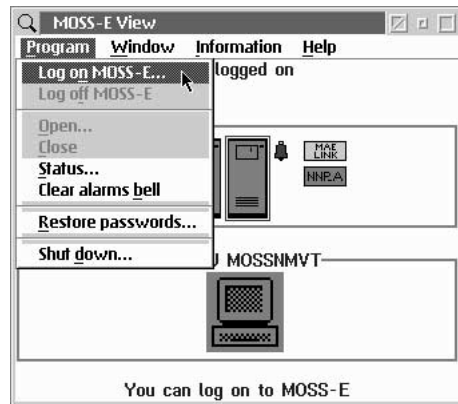 MOSS-E View
Program Window Information Help
Log on MOSS-E...
logged on
Log off MOSS-E
Open...
Close
MAE
LINK
NNPA
Status...
Clear alarms bell
Restore passwords...
Shut down...
MOSSNMVT
You can log on to MOSS-E